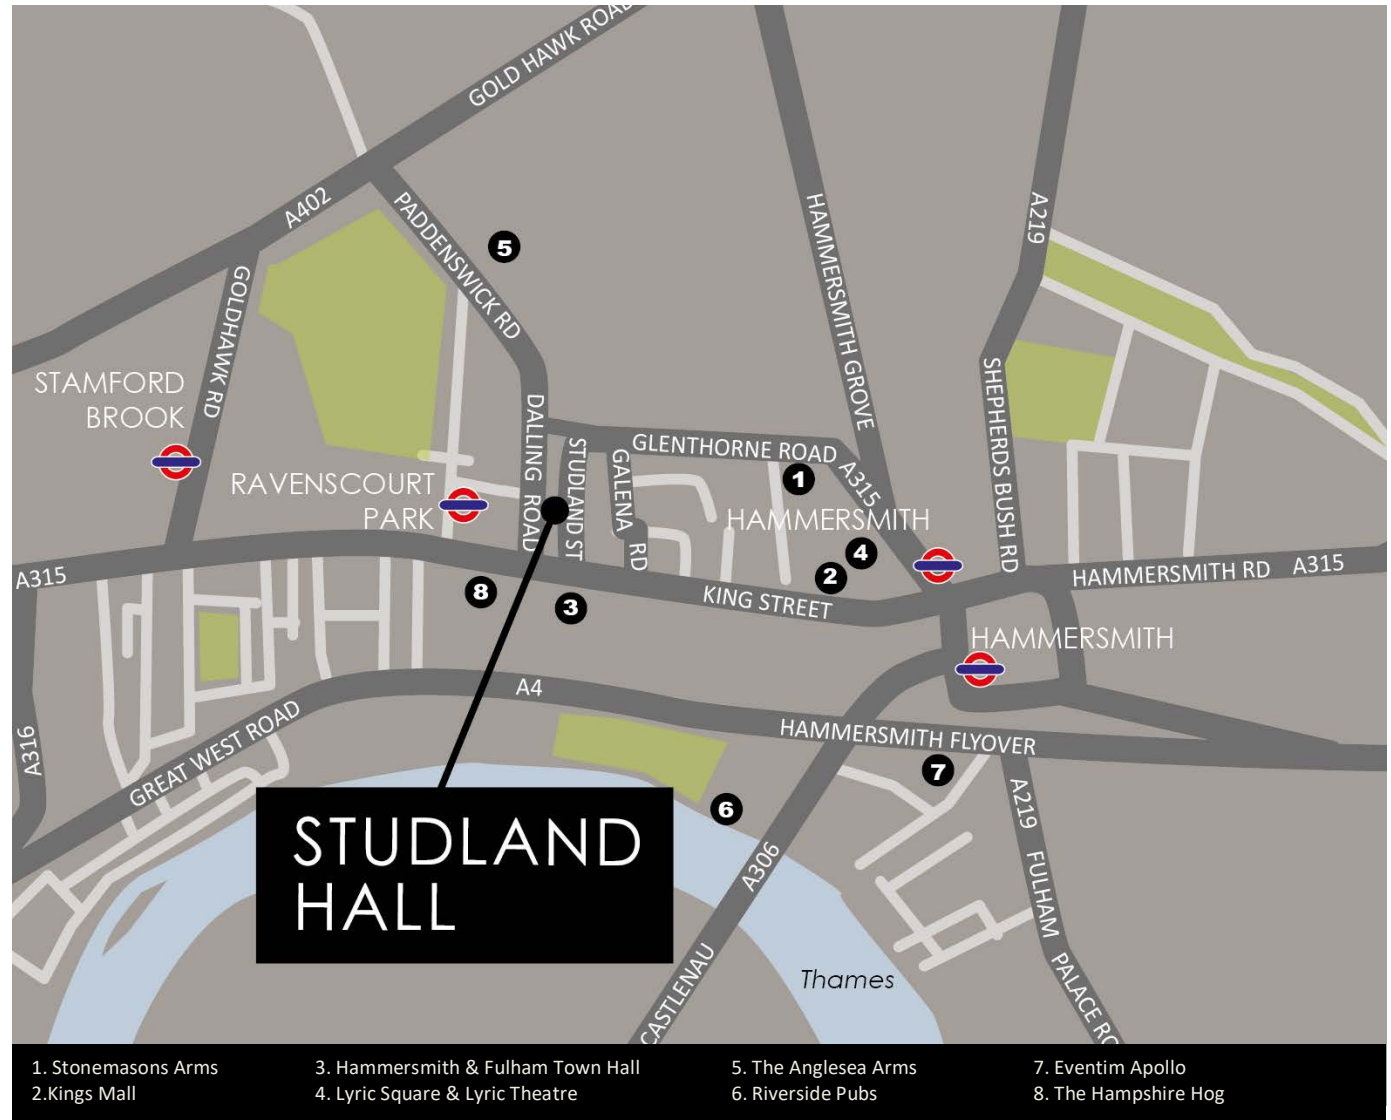 GOLD HAWK ROAD
A402
PADDENSWICK RD
5
HAMMERSMITH GROVE
A219
GOLDHAWK RD
STAMFORD
BROOK
SHEPHERDS BUSH RD
DALLING ROAD
STUDLAND ST
GALENA RD
GLENTHORNE ROAD
A315
1
RAVENSCOURT
PARK
HAMMERSMITH
4
2
A315
8
3
KING STREET
HAMMERSMITH RD A315
HAMMERSMITH
A4
A316
GREAT WEST ROAD
HAMMERSMITH FLYOVER
7
6
A219 FULHAM PALACE RO
A306
CASTLENAU
STUDLAND
HALL
Thames
1. Stonemasons Arms
2.Kings Mall
3. Hammersmith & Fulham Town Hall
4. Lyric Square & Lyric Theatre
5. The Anglesea Arms
6. Riverside Pubs
7. Eventim Apollo
8. The Hampshire Hog